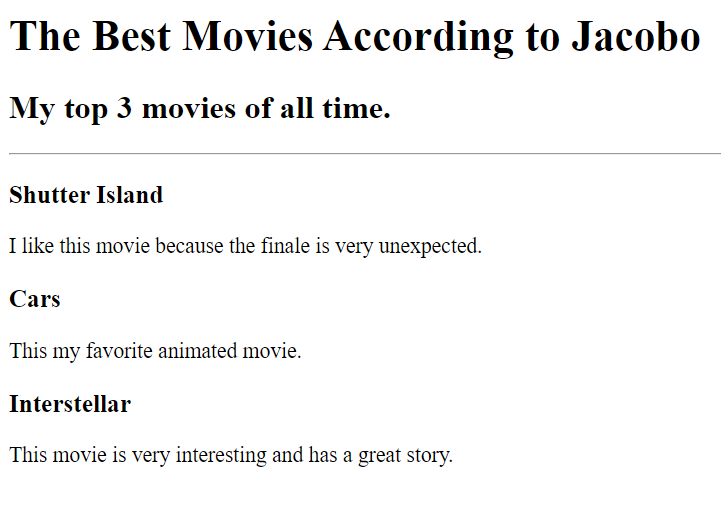 The Best Movies According to Jacobo
My top 3 movies of all time.
Shutter Island
I like this movie because the finale is very unexpected.
Cars
This my favorite animated movie.
Interstellar
This movie is very interesting and has a great story.